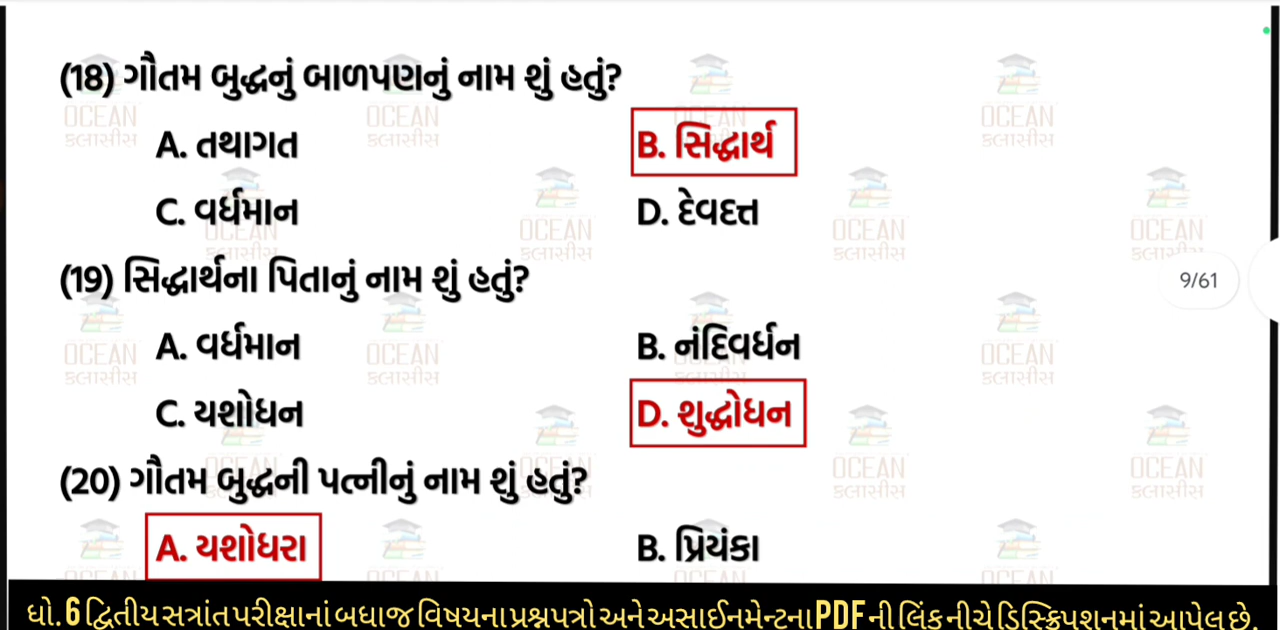 (18) ગૌતમ બુદ્ધનું બાળપણનું નામ શું હતું?
A. તથાગત B. સિદ્ધાર્થ
C. વર્ધમાન D. દેવદત્ત
(19) સિદ્ધાર્થના પિતાનું નામ શું હતું?
9/61
A. વર્ધમાન B. નંદિવર્ધન
C. યશોધન D. શુદ્ધોધન
(20) ગૌતમ બુદ્ધની પત્નીનું નામ શું હતું?
A. યશોધરા B. પ્રિયંકા
ધો. 6 દ્વિતીય સત્રાંત પરીક્ષાનાં બધાજ વિષયના પ્રશ્નપત્રો અને અસાઈનમેન્ટના PDF ની લિંક નીચે ડિસ્ક્રિપશનમાં આપેલ છે.
OCEAN
કલાસીસ